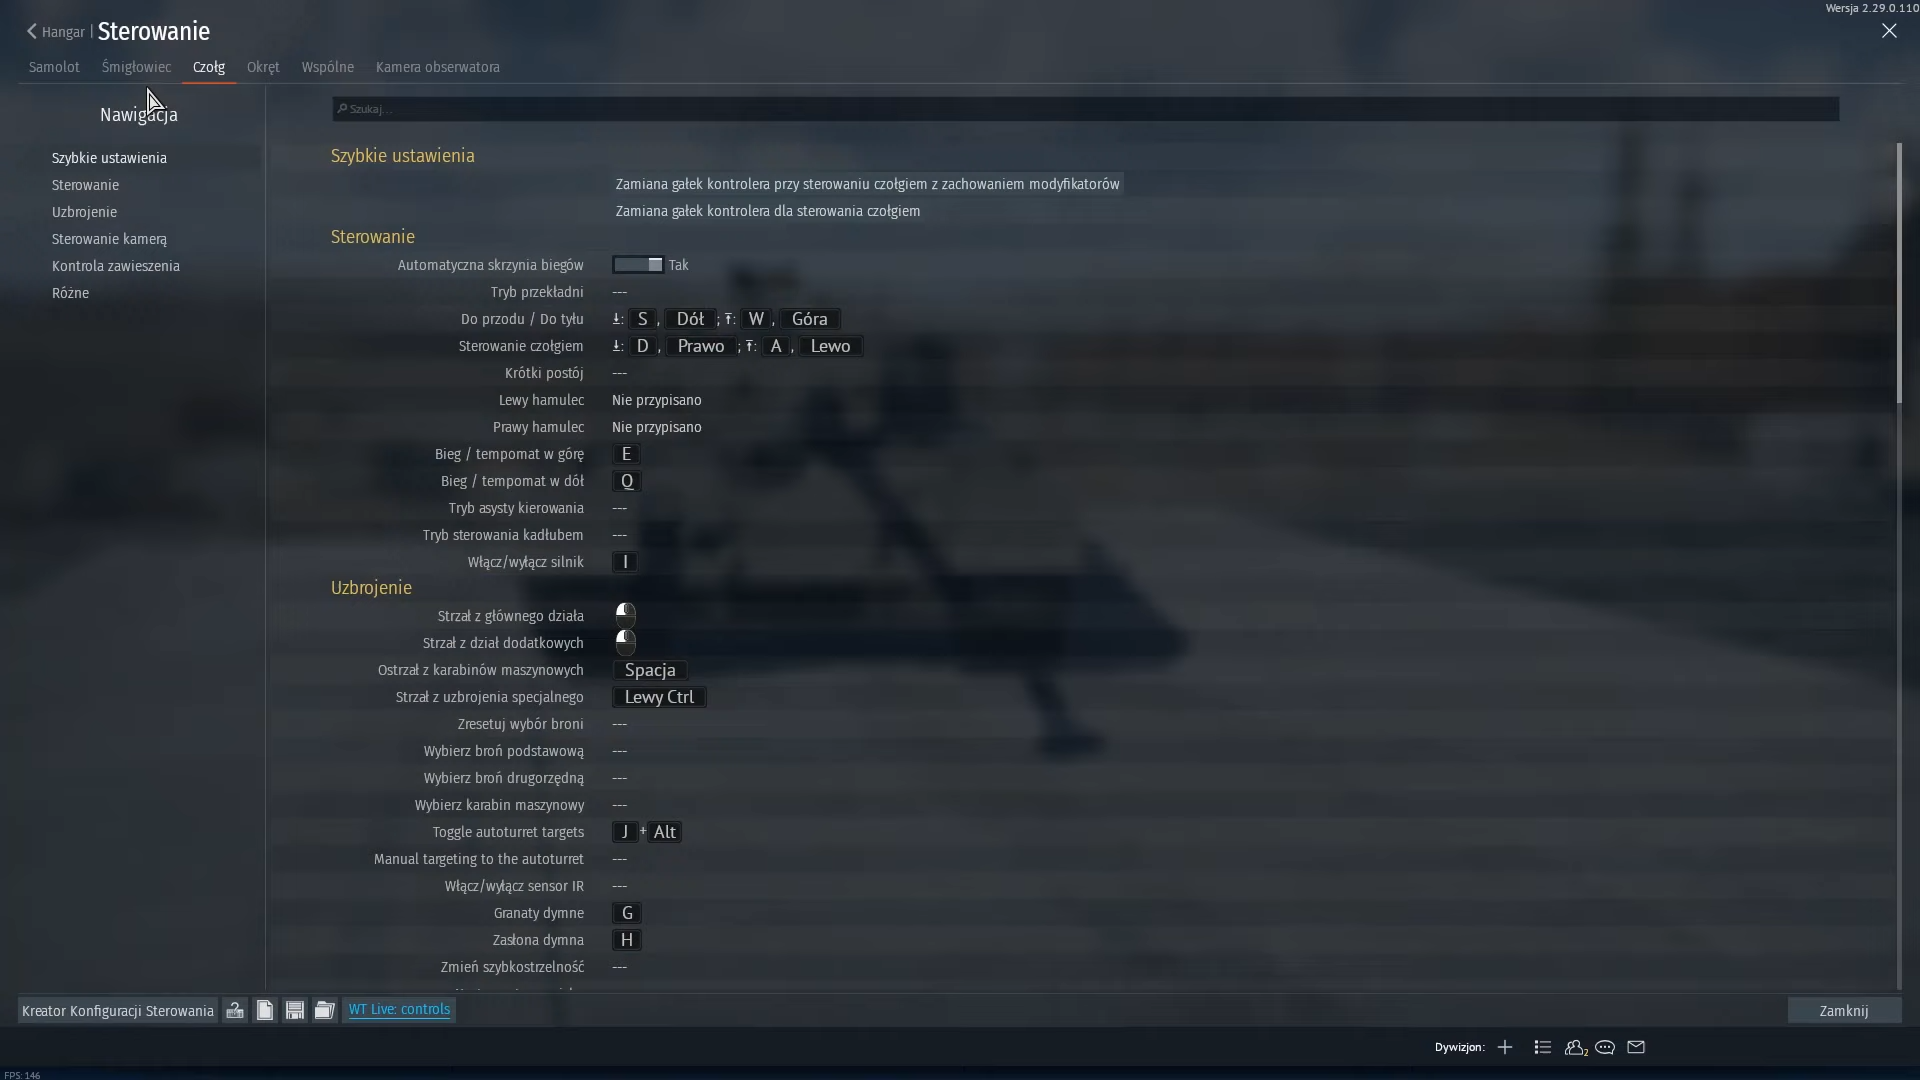 Wersja 2.29.0.110
Hangar | Sterowanie
Samolot Śmigłowiec Czołg Okręt Wspólne Kamera obserwatora
Nawigacja
Szybkie ustawienia
Sterowanie
Uzbrojenie
Sterowanie kamerą
Kontrola zawieszenia
Różne
Szukaj...
Szybkie ustawienia
Zamiana gałek kontrolera przy sterowaniu czołgiem z zachowaniem modyfikatorów
Zamiana gałek kontrolera dla sterowania czołgiem
Sterowanie
Automatyczna skrzynia biegów Tak
Tryb przekładni ---
Do przodu / Do tyłu : S , Dół ; : W , Góra
Sterowanie czołgiem : D , Prawo ; : A , Lewo
Krótki postój ---
Lewy hamulec Nie przypisano
Prawy hamulec Nie przypisano
Bieg / tempomat w górę E
Bieg / tempomat w dół Q
Tryb asysty kierowania ---
Tryb sterowania kadłubem ---
Włącz/wyłącz silnik I
Uzbrojenie
Strzał z głównego działa
Strzał z dział dodatkowych
Ostrzał z karabinów maszynowych Spacja
Strzał z uzbrojenia specjalnego Lewy Ctrl
Zresetuj wybór broni ---
Wybierz broń podstawową ---
Wybierz broń drugorzędną ---
Wybierz karabin maszynowy ---
Toggle autoturret targets J + Alt
Manual targeting to the autoturret ---
Włącz/wyłącz sensor IR ---
Granaty dymne G
Zasłona dymna H
Zmień szybkostrzelność ---
Kreator Konfiguracji Sterowania WT Live: controls Zamknij
Dywizjon: + 2
FPS: 146